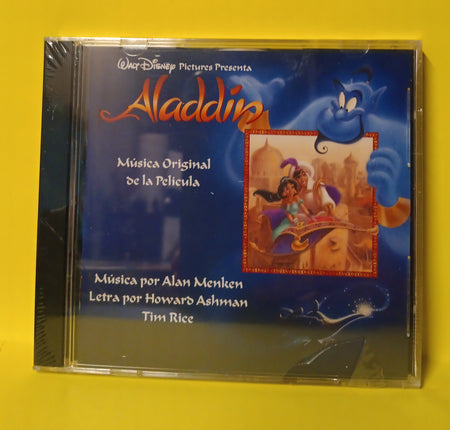 Walt Disney Pictures Presenta
Aladdin
Música Original
de la Pelicula
Música por Alan Menken
Letra por Howard Ashman
Tim Rice